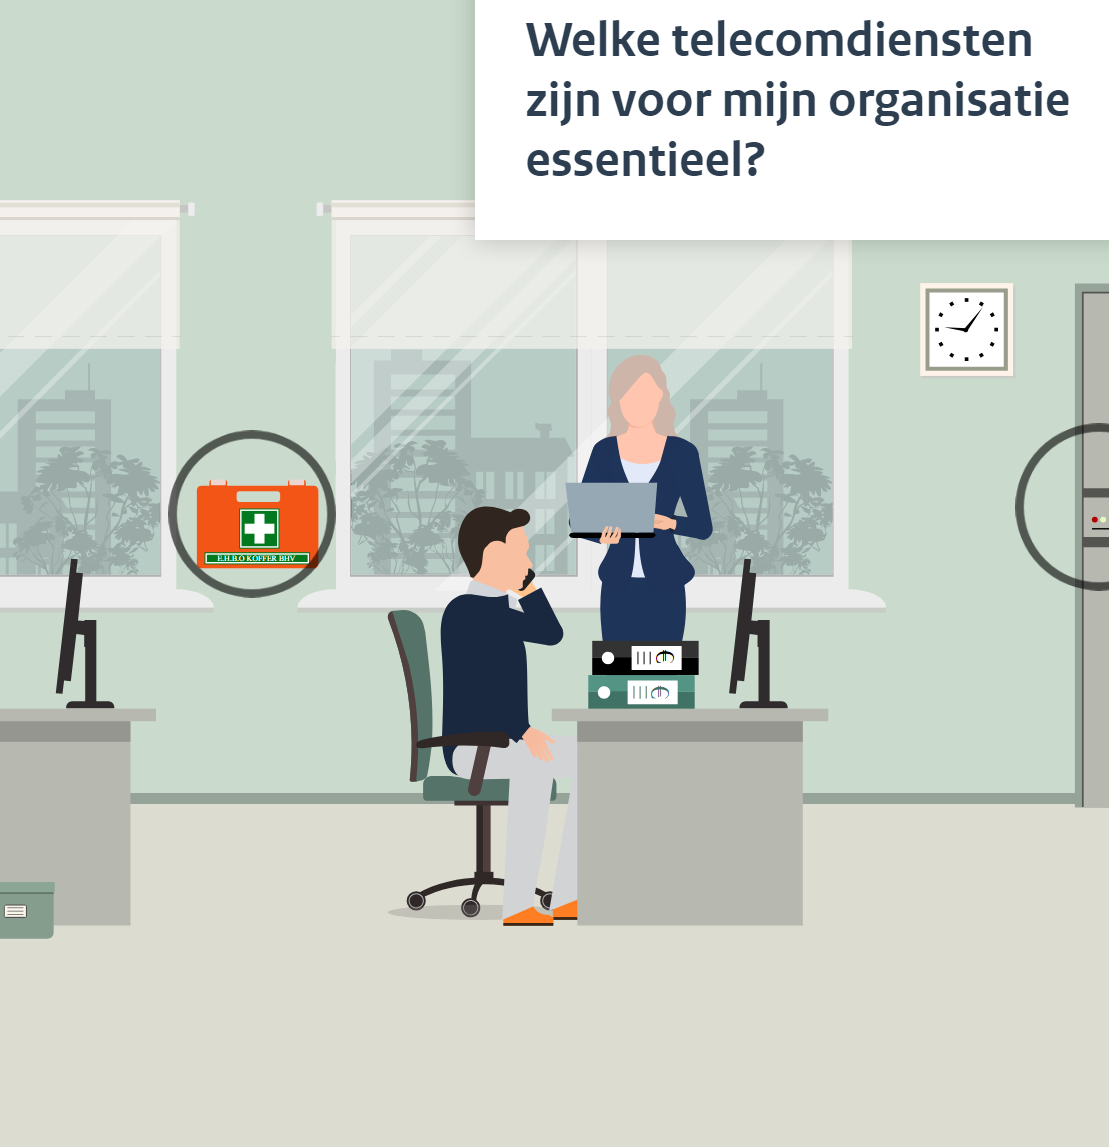 Welke telecomdiensten
zijn voor mijn organisatie
essentieel?
E.H.B.O KOFFER BHV